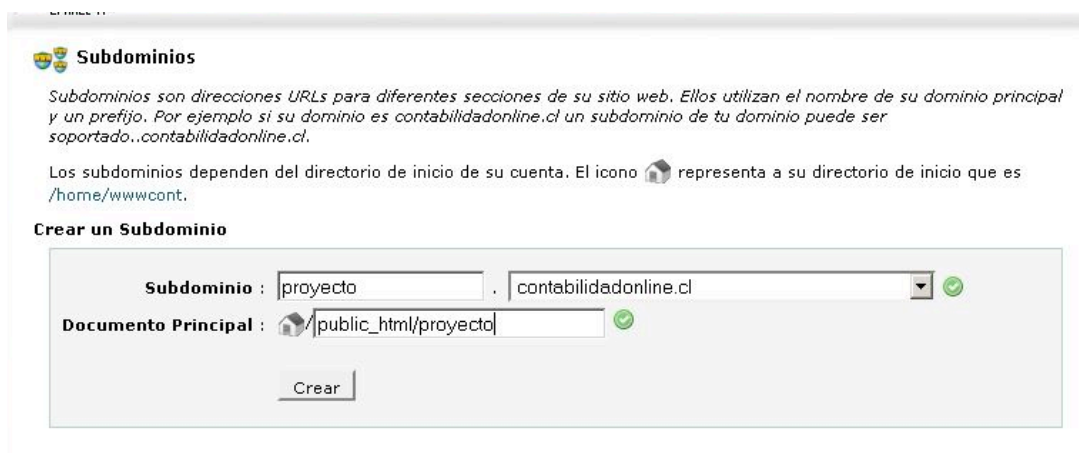 Subdominios
Subdominios son direcciones URLs para diferentes secciones de su sitio web. Ellos utilizan el nombre de su dominio principal
y un prefijo. Por ejemplo si su dominio es contabilidadonline.cl un subdominio de tu dominio puede ser
soportado..contabilidadonline.cl.
Los subdominios dependen del directorio de inicio de su cuenta. El icono representa a su directorio de inicio que es
/home/wwwcont.
Crear un Subdominio
Subdominio : proyecto . contabilidadonline.cl
Documento Principal : /public_html/proyecto
Crear